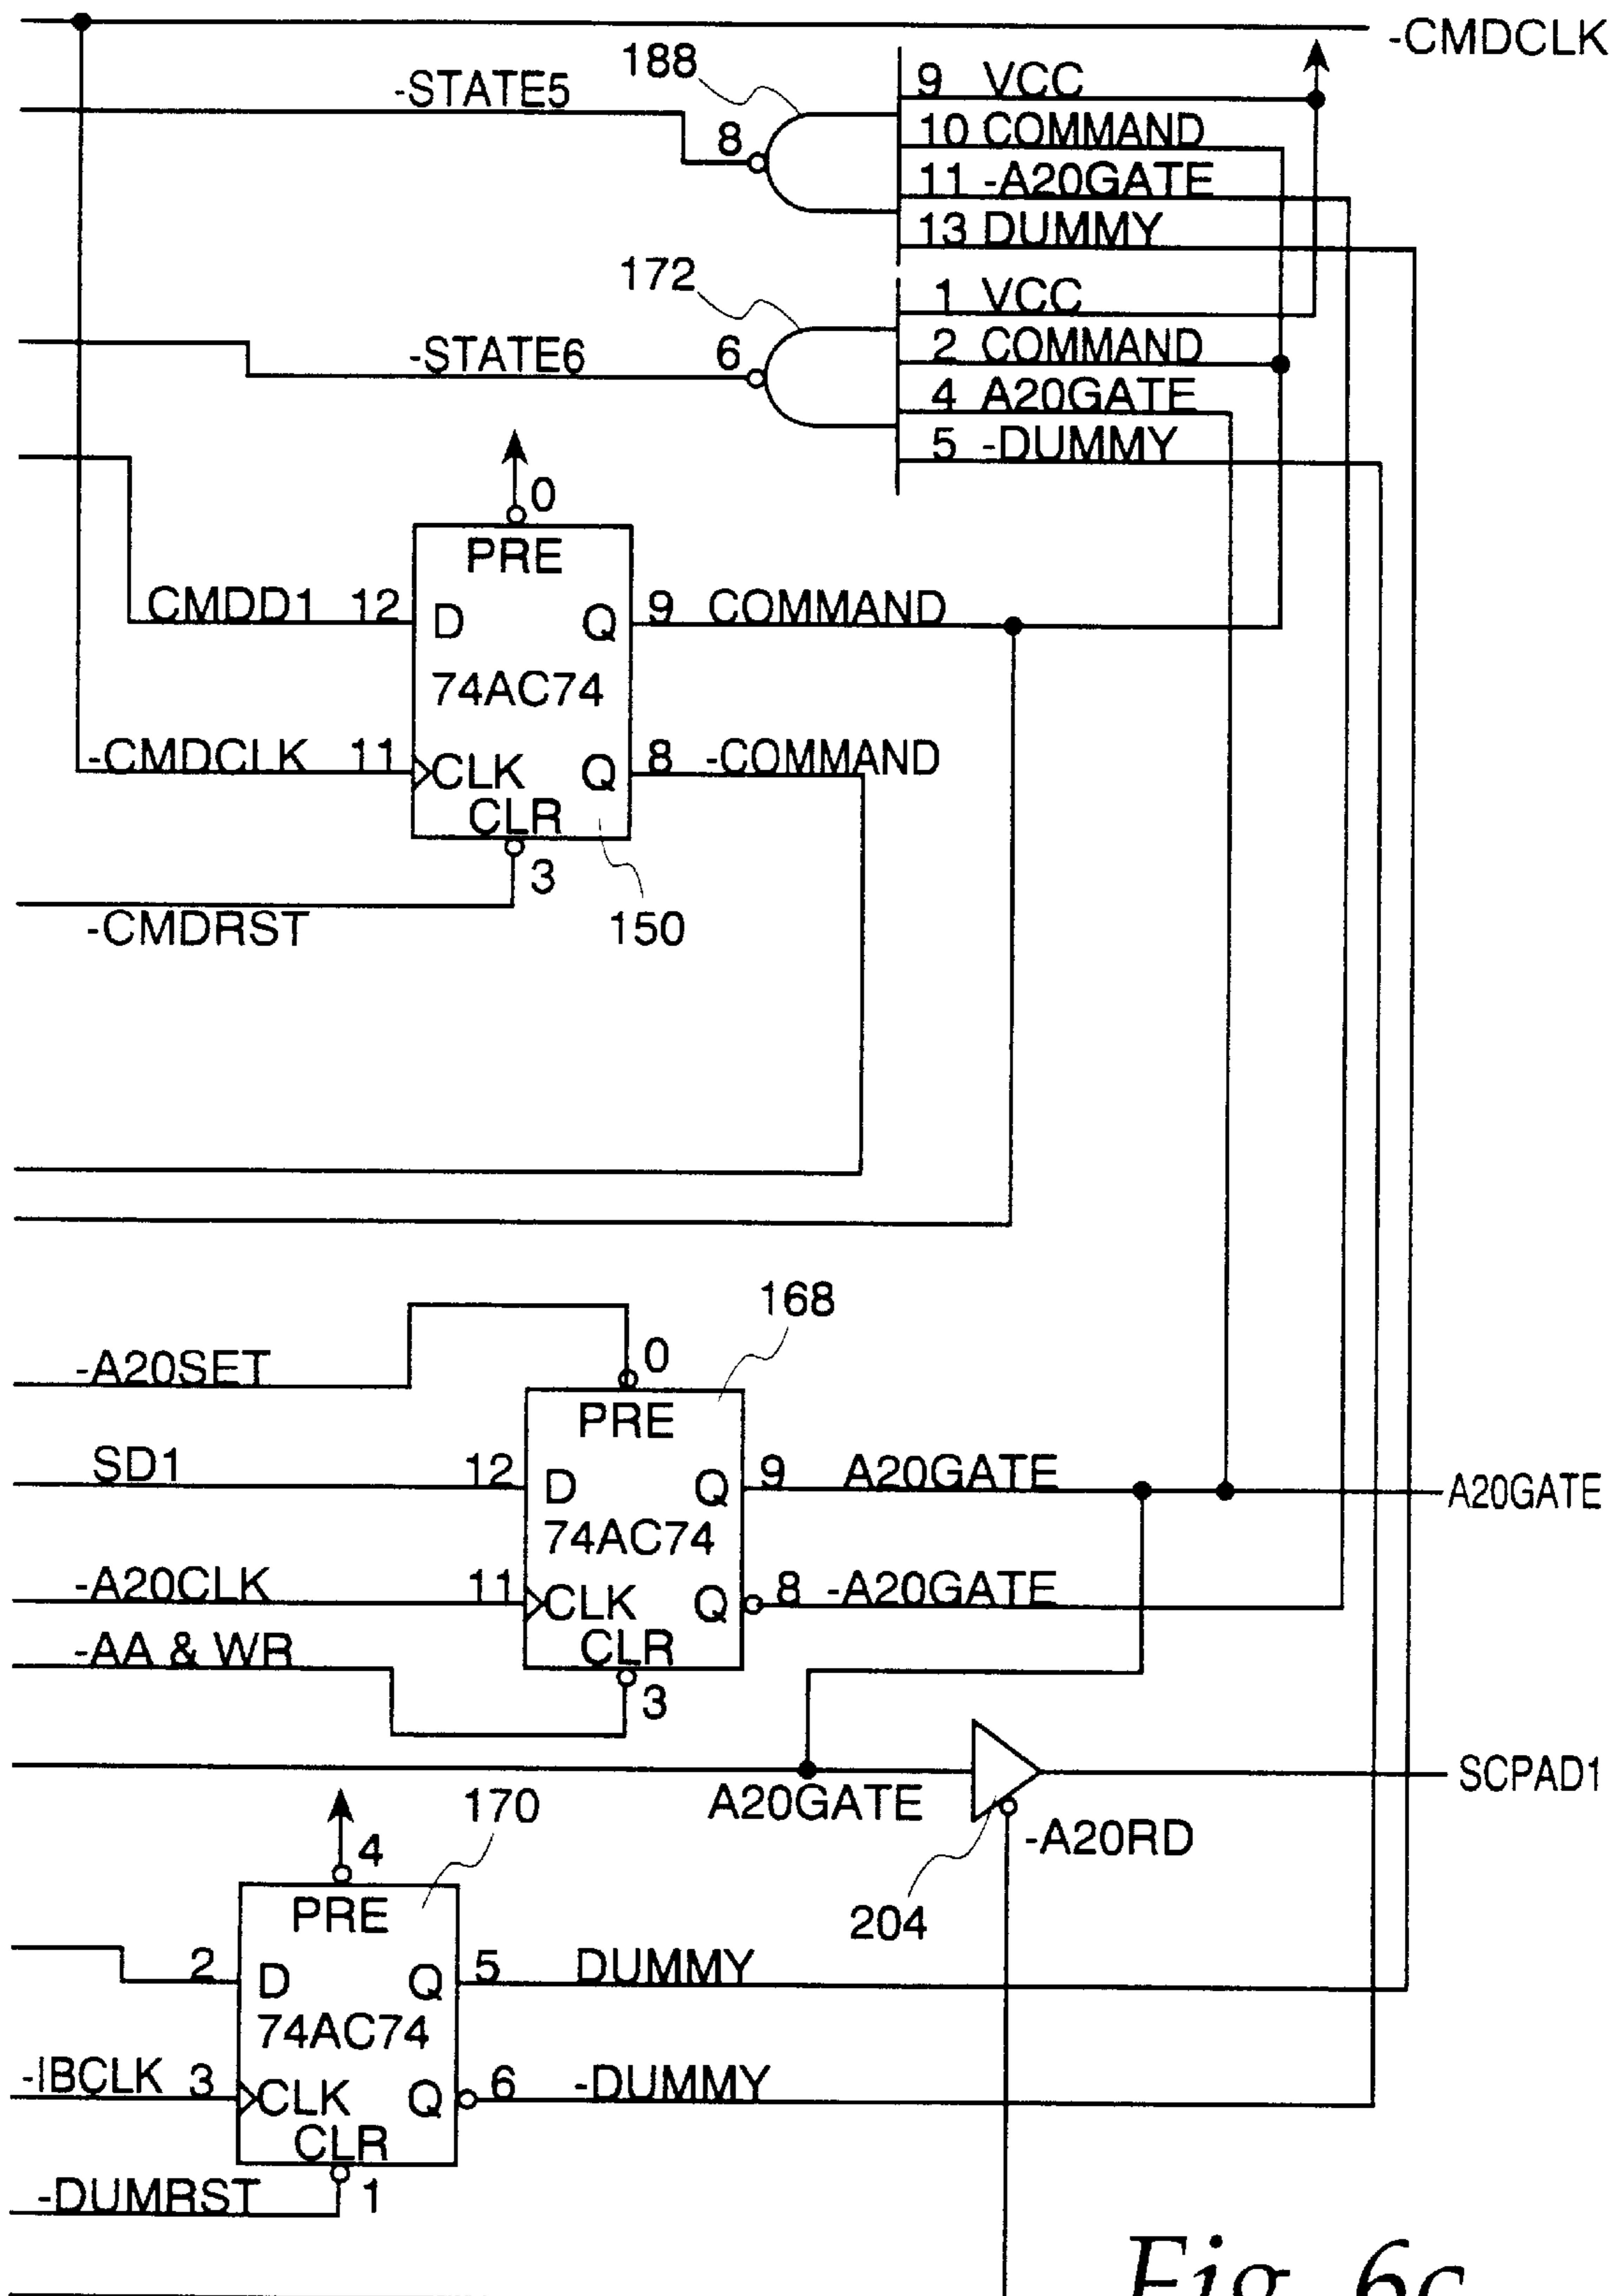 -CMDCLK
188
9 VCC
-STATE5
8
10 COMMAND
11 -A20GATE
13 DUMMY
172
1 VCC
-STATE6
6
2 COMMAND
4 A20GATE
5 -DUMMY
0
PRE
CMDD1 12 D Q 9 COMMAND
74AC74
-CMDCLK 11 CLK Q 8 -COMMAND
CLR
3
-CMDRST
150
168
-A20SET
0
PRE
SD1 12 D Q 9 A20GATE
A20GATE
74AC74
-A20CLK 11 CLK Q 8 -A20GATE
-AA & WR
CLR
3
SCPAD1
A20GATE
170
-A20RD
4
204
PRE
2 D Q 5 DUMMY
74AC74
-IBCLK 3 CLK Q 6 -DUMMY
CLR
-DUMRST
1
Fig. 6c